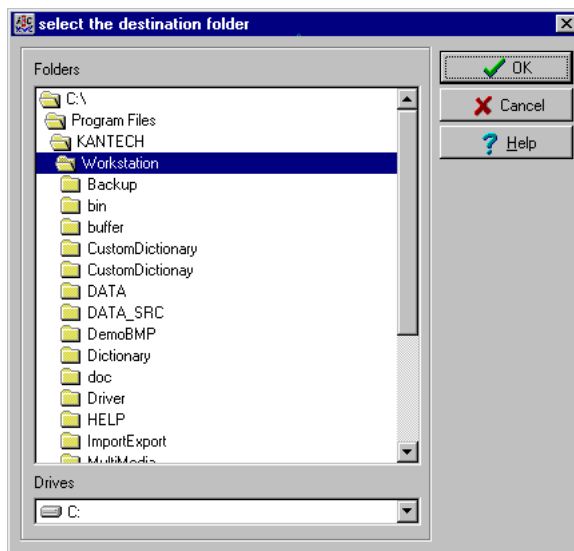 select the destination folder
Folders
C:\
Program Files
KANTECH
Workstation
Backup
bin
buffer
CustomDictionary
CustomDictionay
DATA
DATA_SRC
DemoBMP
Dictionary
doc
Driver
HELP
ImportExport
MultiMedia
Drives
C:
OK
Cancel
Help